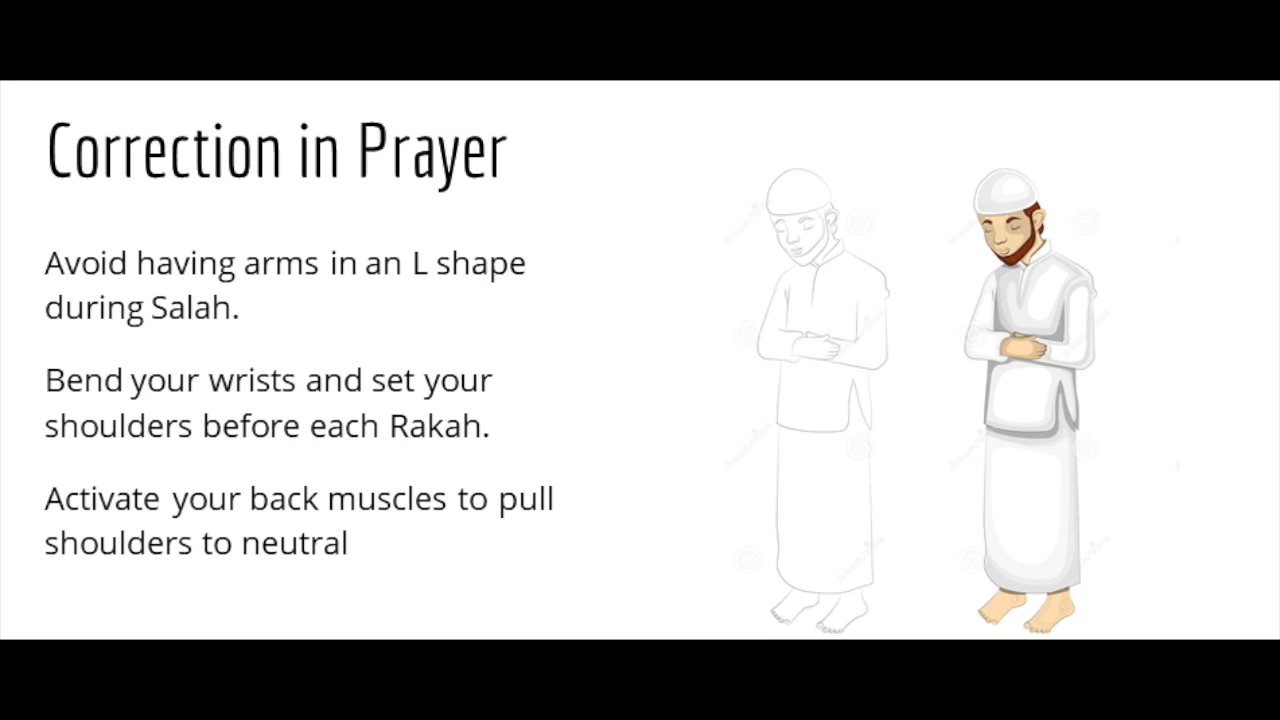 Correction in Prayer
Avoid having arms in an L shape
during Salah.
Bend your wrists and set your
shoulders before each Rakah.
Activate your back muscles to pull
shoulders to neutral